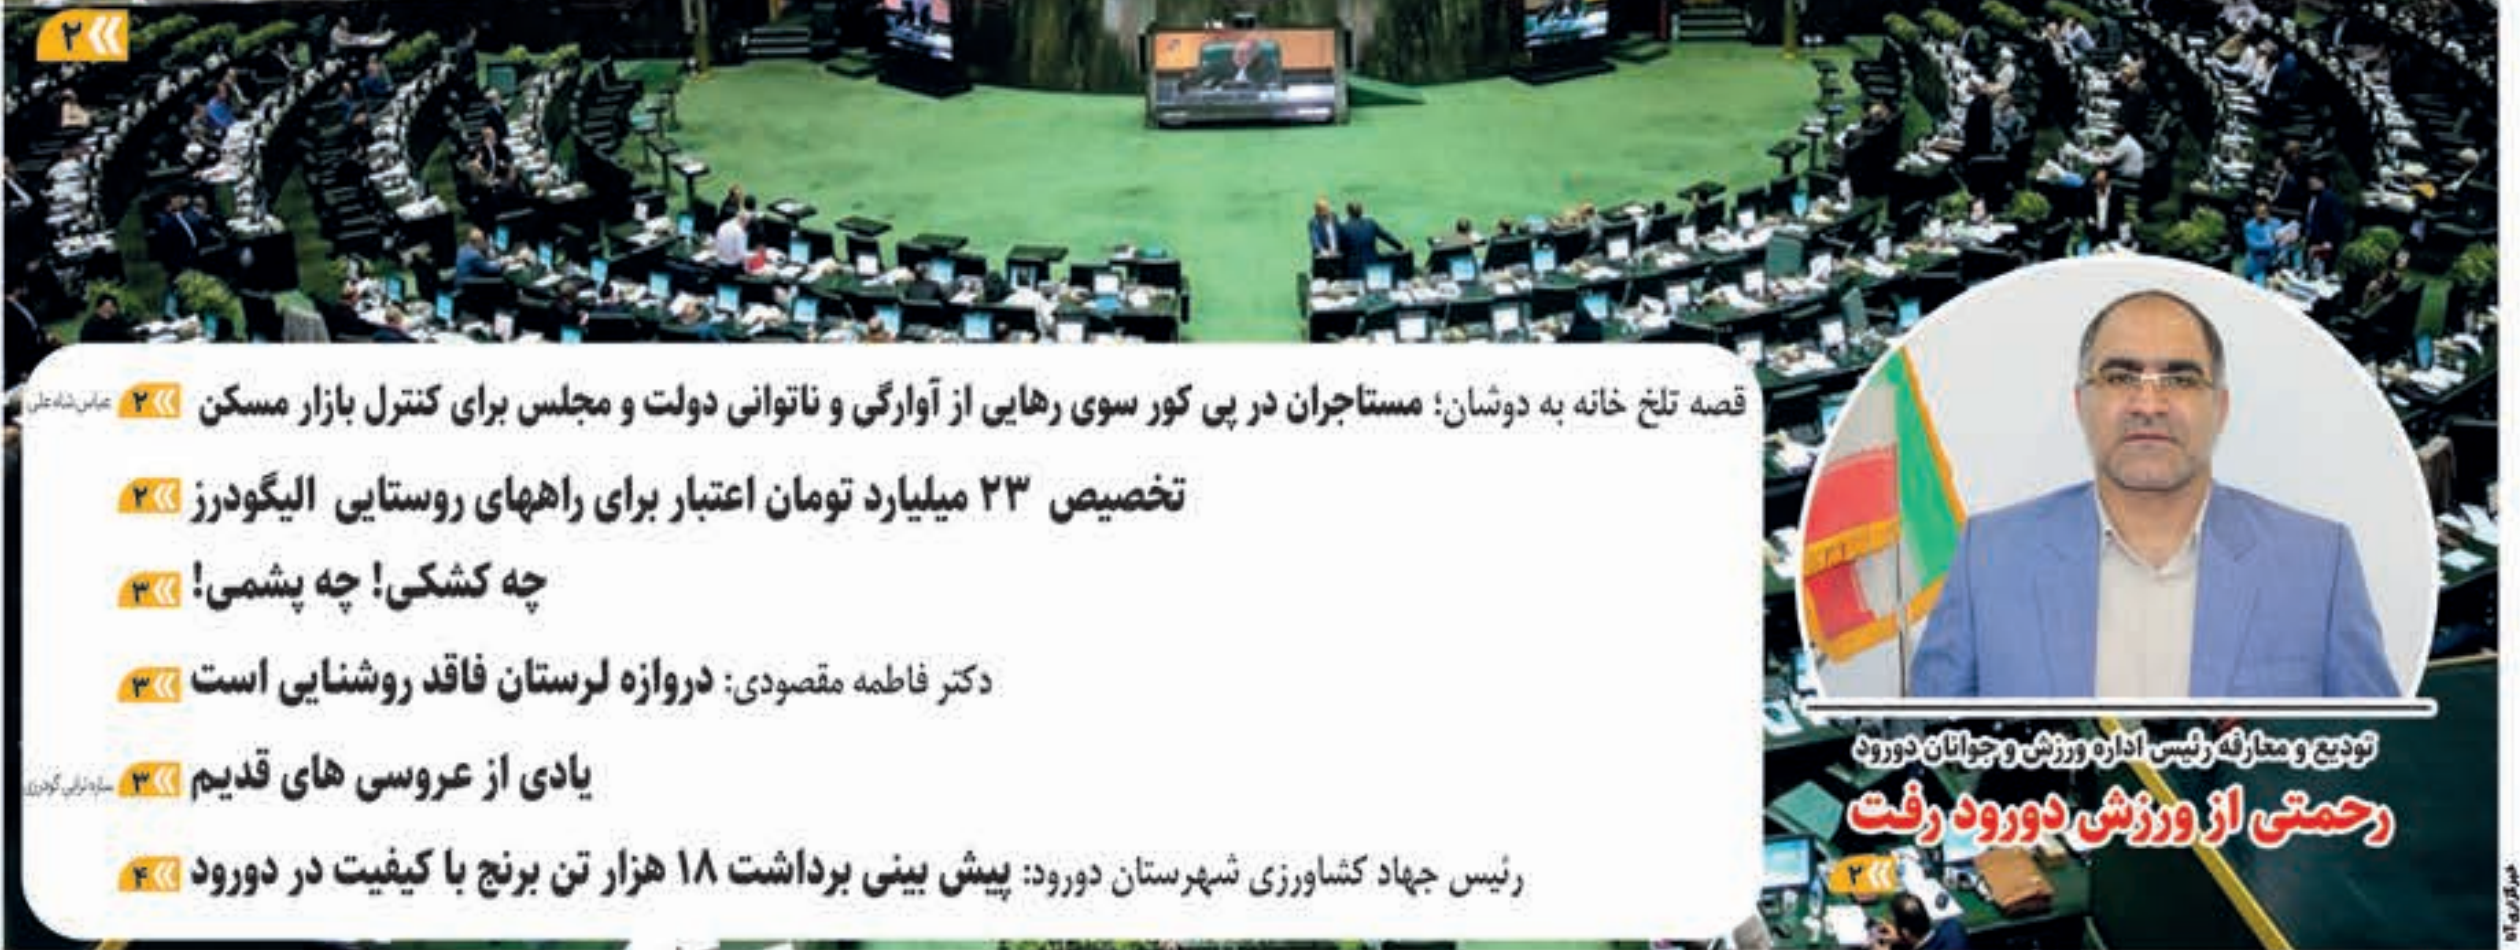 ۲
قصه تلخ خانه به دوشان؛ مستاجران در پی کور سوی رهایی از آوارگی و ناتوانی دولت و مجلس برای کنترل بازار مسکن ۲ عباس شاه‌علی
تخصیص ۲۳ میلیارد تومان اعتبار برای راههای روستایی الیگودرز ۲
چه کشکی! چه پشمی! ۳
دکتر فاطمه مقصودی: دروازه لرستان فاقد روشنایی است ۳
یادی از عروسی های قدیم ۳
رئیس جهاد کشاورزی شهرستان دورود: پیش بینی برداشت ۱۸ هزار تن برنج با کیفیت در دورود ۴
تودیع و معارفه رئیس اداره ورزش و جوانان دورود
رحمتی از ورزش دورود رفت
۲